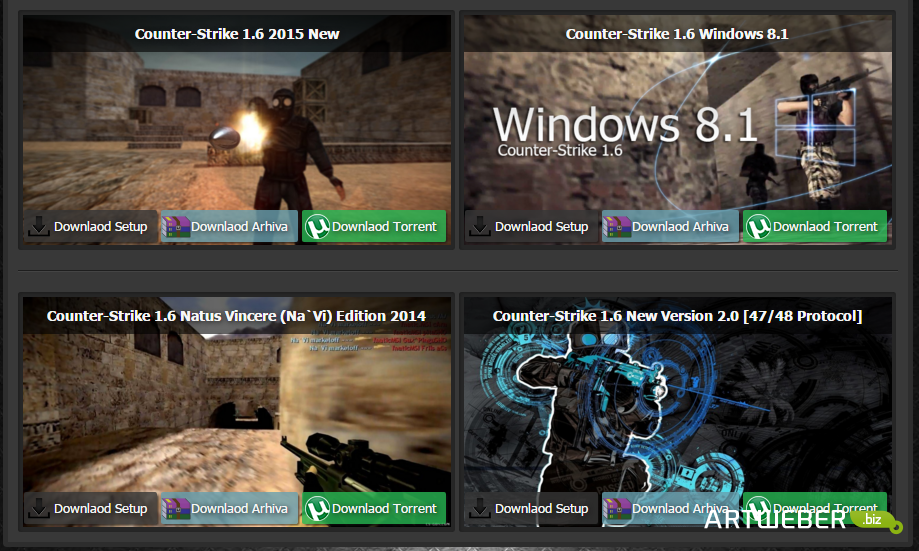 Counter-Strike 1.6 2015 New
Counter-Strike 1.6 Windows 8.1
Windows 8.1
Counter-Strike 1.6
Downlaod Setup
Downlaod Arhiva
Downlaod Torrent
Downlaod Setup
Downlaod Arhiva
Downlaod Torrent
Counter-Strike 1.6 Natus Vincere (Na`Vi) Edition 2014
Counter-Strike 1.6 New Version 2.0 [47/48 Protocol]
Downlaod Setup
Downlaod Arhiva
Downlaod Torrent
Downlaod Setup
Downlaod Arhiva
Downlaod Torrent
ARTWEBER .biz